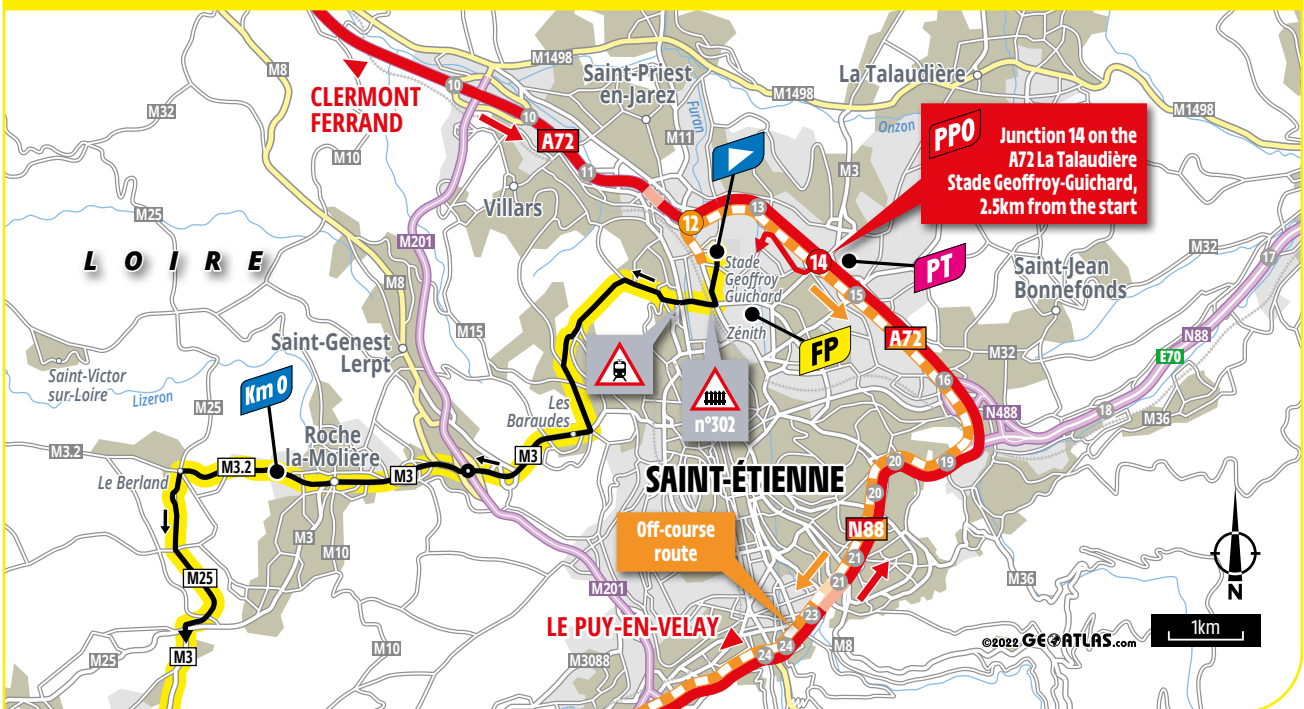 M1498
M8
Saint-Priest
en-Jarez
La Talaudière
10
CLERMONT
FERRAND
M32
M1498
M1498
Furan
10
Onzon
M11
A72
M10
PPO
Junction 14 on the
A72 La Talaudière
Stade Geoffroy-Guichard,
2.5km from the start
11
M3
Villars
13
M25
12
M201
LOIRE
M32
17
14
PT
Stade
Geoffroy
Guichard
Saint-Jean
Bonnefonds
M8
15
M15
Zénith
FP
A72
N88
Saint-Genest
Lerpt
M32
E70
Saint-Victor
sur-Loire
Lizeron
Km 0
16
M25
Les
Baraudes
n°302
N488
18
M36
Roche
la-Molière
M3.2
M3
M3.2
M3
20
19
Le Berland
SAINT-ÉTIENNE
20
Off-course
route
N88
M3
M10
21
M25
21
M36
M201
N
23
LE PUY-EN-VELAY
1km
©2022 GEOATLAS.com
M8
M10
24
24
M25
M3
M3088